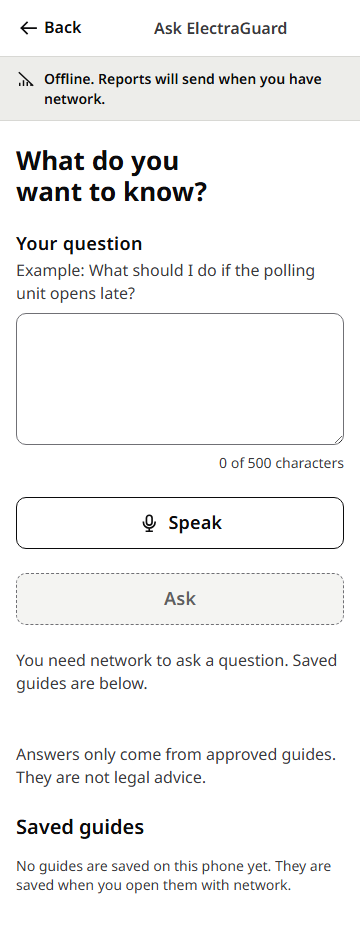 Back
Ask ElectraGuard
Offline. Reports will send when you have
network.
What do you
want to know?
Your question
Example: What should I do if the polling
unit opens late?
0 of 500 characters
Speak
Ask
You need network to ask a question. Saved
guides are below.
Answers only come from approved guides.
They are not legal advice.
Saved guides
No guides are saved on this phone yet. They are
saved when you open them with network.